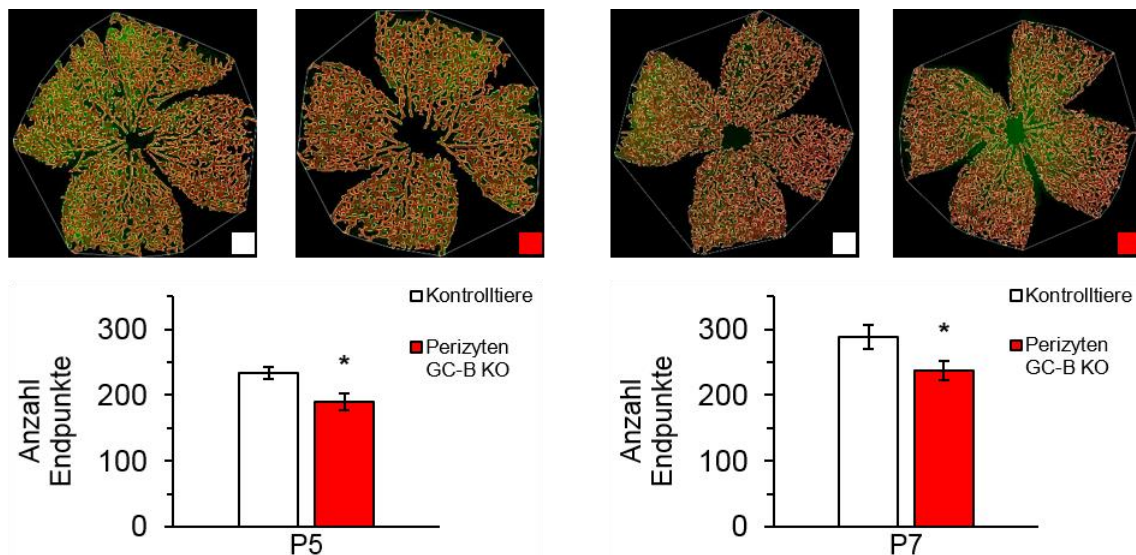 Anzahl
Endpunkte
300
200
100
0
P5
Kontrolltiere
Perizyten
GC-B KO
*
Anzahl
Endpunkte
300
200
100
0
P7
Kontrolltiere
Perizyten
GC-B KO
*